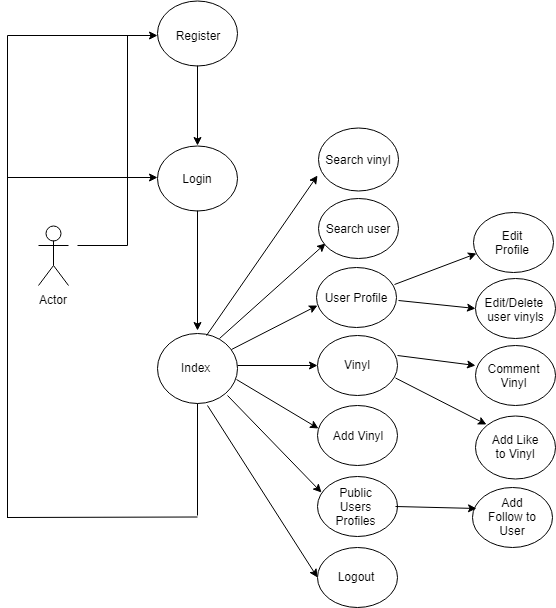 Register
Login
Actor
Index
Search vinyl
Search user
User Profile
Edit
Profile
Edit/Delete
user vinyls
Vinyl
Comment
Vinyl
Add Like
to Vinyl
Add Vinyl
Public
Users
Profiles
Add
Follow to
User
Logout